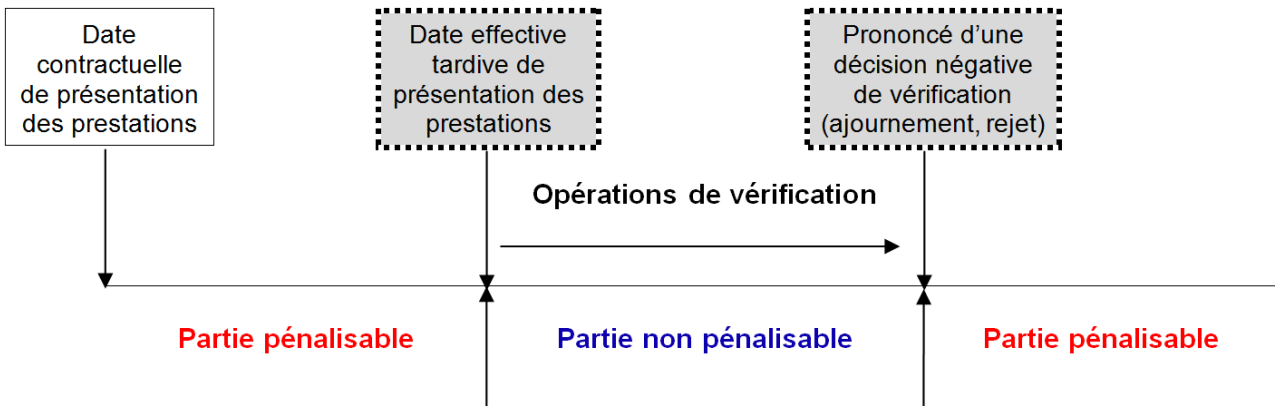 Date
contractuelle
de présentation
des prestations
Date effective
tardive de
présentation des
prestations
Prononcé d’une
décision négative
de vérification
(ajournement, rejet)
Opérations de vérification
Partie pénalisable
Partie non pénalisable
Partie pénalisable